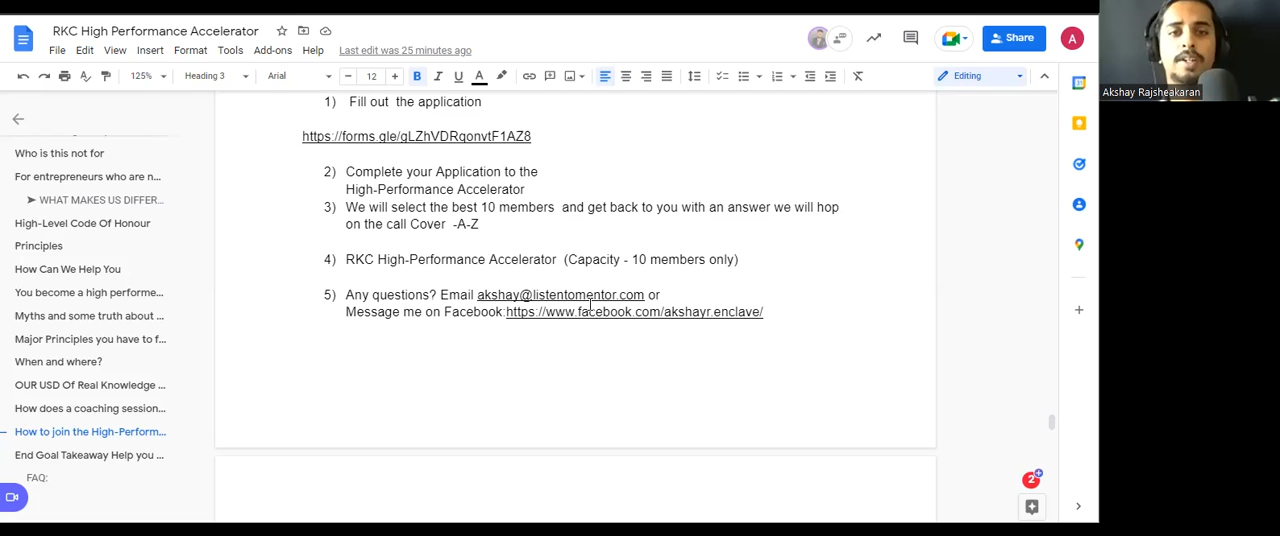 RKC High Performance Accelerator
File Edit View Insert Format Tools Add-ons Help Last edit was 25 minutes ago
Share
A
125% Heading 3 Arial 12 B I U A Editing
Akshay Rajsheakaran
Who is this not for
For entrepreneurs who are n...
➤ WHAT MAKES US DIFFER...
High-Level Code Of Honour
Principles
How Can We Help You
You become a high performe...
Myths and some truth about ...
Major Principles you have to f...
When and where?
OUR USD Of Real Knowledge ...
How does a coaching session...
How to join the High-Perform...
End Goal Takeaway Help you ...
FAQ:
1) Fill out the application
https://forms.gle/gLZhVDRqonvtF1AZ8
2) Complete your Application to the
High-Performance Accelerator
3) We will select the best 10 members and get back to you with an answer we will hop
on the call Cover -A-Z
4) RKC High-Performance Accelerator (Capacity - 10 members only)
5) Any questions? Email akshay@listentomentor.com or
Message me on Facebook:https://www.facebook.com/akshayr.enclave/
2